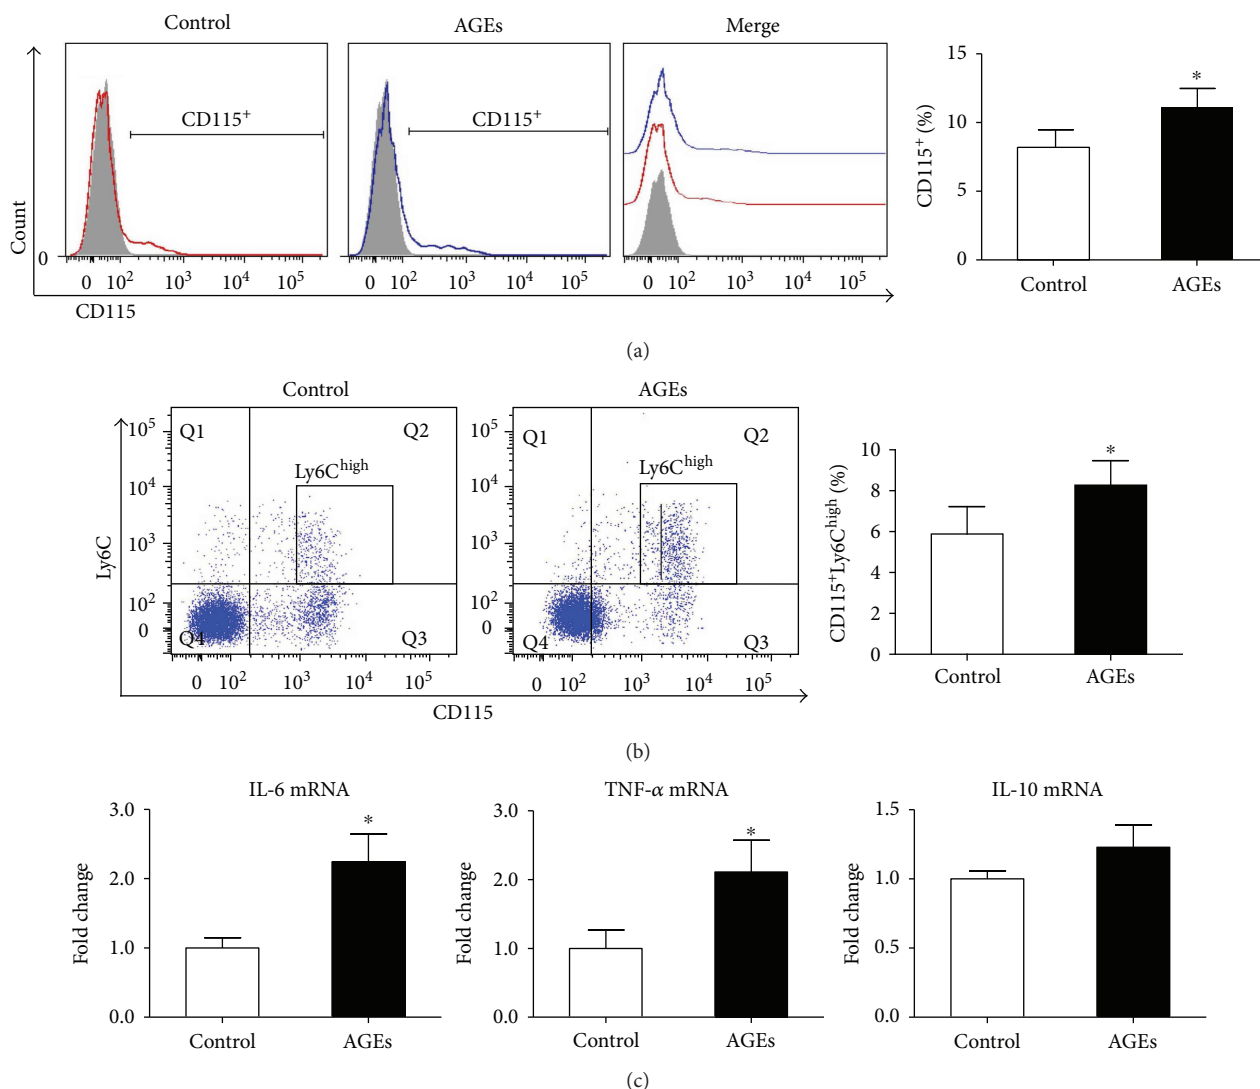 Control AGEs Merge
CD115⁺ CD115⁺
Count
0
0 10² 10³ 10⁴ 10⁵ 0 10² 10³ 10⁴ 10⁵ 0 10² 10³ 10⁴ 10⁵
CD115
CD115⁺ (%)
15
10
5
0
Control AGEs
*
(a)
Control AGEs
Ly6C
10⁵
10⁴
10³
10²
0
Q1 Q2
Ly6Cʰⁱᵍʰ
Q4 Q3
0 10² 10³ 10⁴ 10⁵
10⁵
10⁴
10³
10²
0
Q1 Q2
Ly6Cʰⁱᵍʰ
Q4 Q3
0 10² 10³ 10⁴ 10⁵
CD115
CD115⁺Ly6Cʰⁱᵍʰ (%)
10
8
6
4
2
0
*
Control AGEs
(b)
IL-6 mRNA
Fold change
3.0
2.0
1.0
0.0
*
Control AGEs
TNF-α mRNA
Fold change
3.0
2.0
1.0
0.0
*
Control AGEs
IL-10 mRNA
Fold change
1.5
1.0
0.5
0.0
Control AGEs
(c)